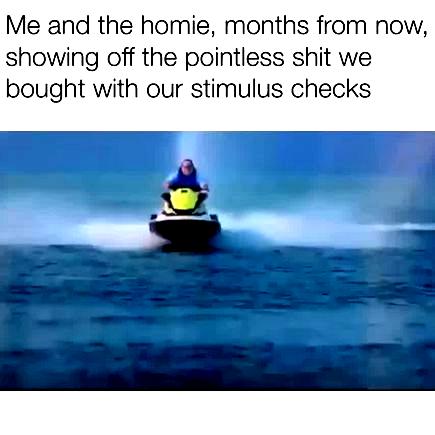 Me and the homie, months from now,
showing off the pointless shit we
bought with our stimulus checks